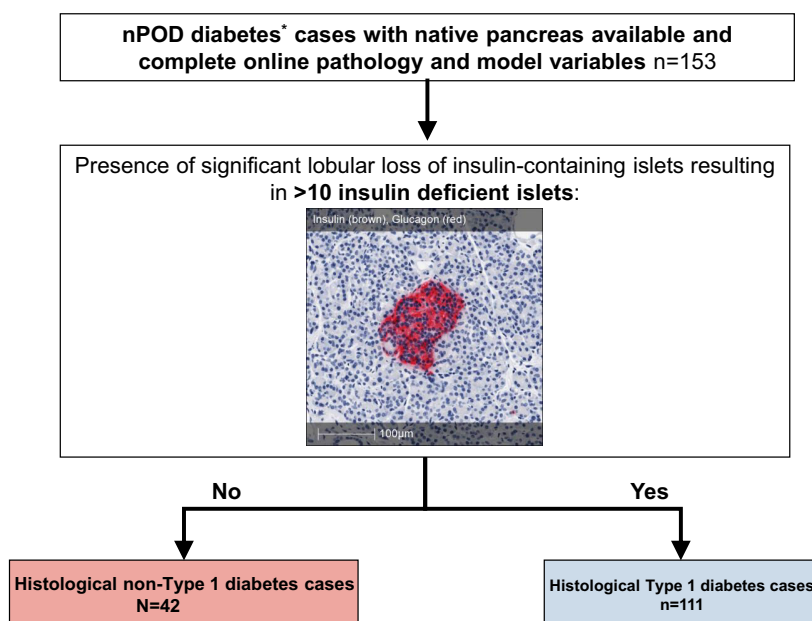 nPOD diabetes* cases with native pancreas available and
complete online pathology and model variables n=153
Presence of significant lobular loss of insulin-containing islets resulting
in >10 insulin deficient islets:
Insulin (brown), Glucagon (red)
100µm
No
Yes
Histological non-Type 1 diabetes cases
N=42
Histological Type 1 diabetes cases
n=111